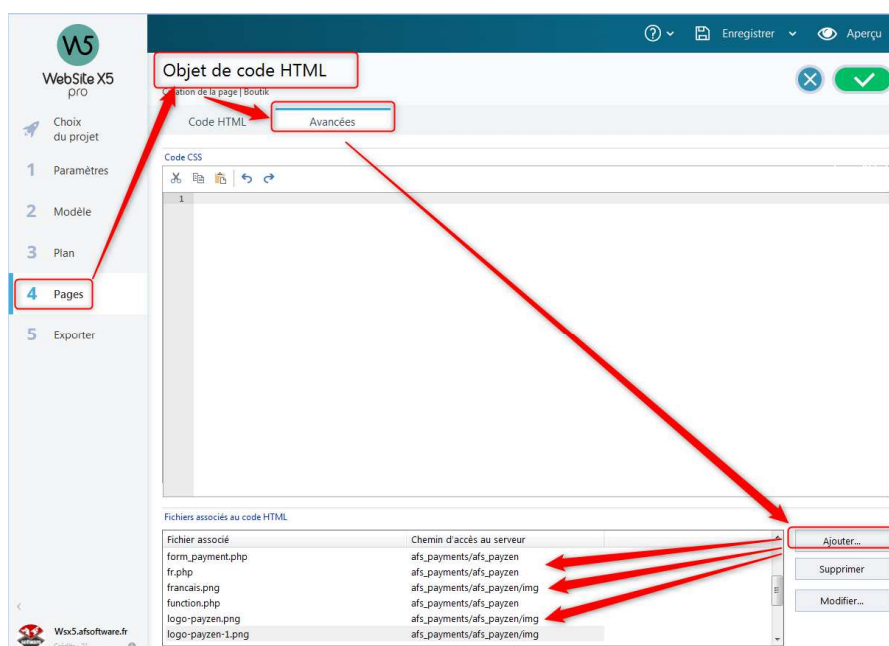 Enregistrer
Aperçu
W5
WebSite X5
pro
Objet de code HTML
Création de la page | Boutik
Choix
du projet
1 Paramètres
2 Modèle
3 Plan
4 Pages
5 Exporter
Code HTML
Avancées
Code CSS
1
Fichiers associés au code HTML
Fichier associé Chemin d'accès au serveur
form_payment.php afs_payments/afs_payzen
fr.php afs_payments/afs_payzen
francais.png afs_payments/afs_payzen/img
function.php afs_payments/afs_payzen
logo-payzen.png afs_payments/afs_payzen/img
logo-payzen-1.png afs_payments/afs_payzen/img
Ajouter...
Supprimer
Modifier...
Wsx5.afsoftware.fr